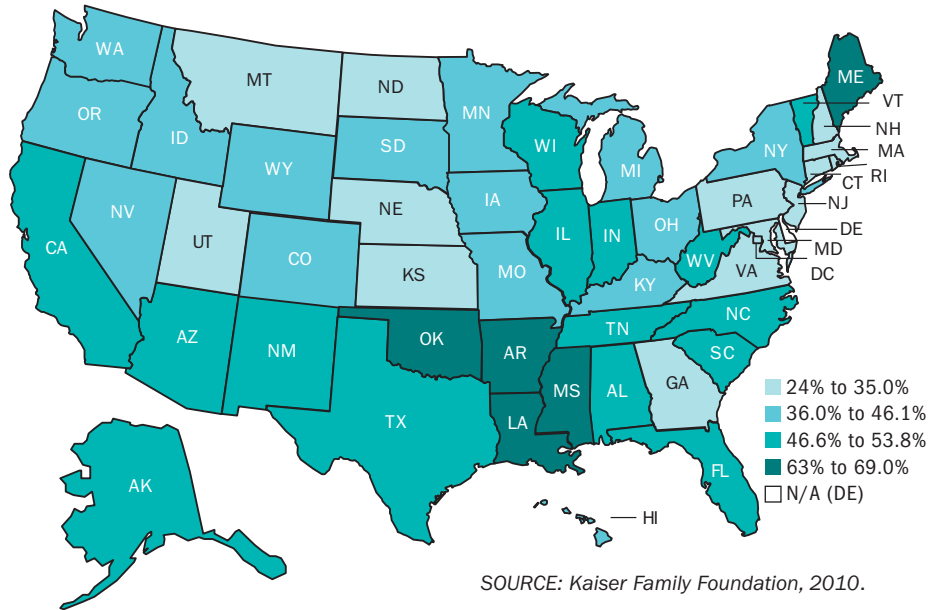 WA
MT
ND
MN
ME
VT
NH
MA
RI
CT
NJ
DE
MD
DC
OR
ID
WY
SD
WI
MI
NY
NV
UT
NE
IA
PA
CA
CO
KS
MO
IL
IN
OH
WV
VA
KY
AZ
NM
OK
AR
TN
NC
SC
TX
LA
MS
AL
GA
FL
AK
HI
24% to 35.0%
36.0% to 46.1%
46.6% to 53.8%
63% to 69.0%
N/A (DE)
SOURCE: Kaiser Family Foundation, 2010.